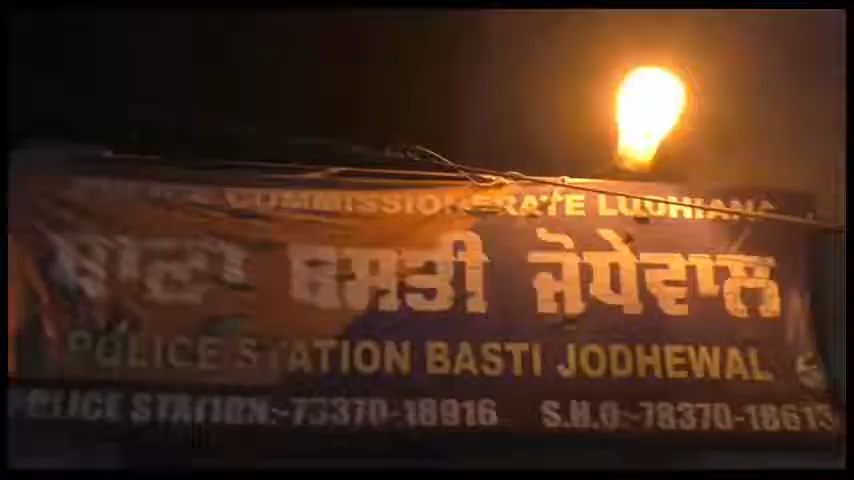 COMMISSIONERATE LUDHIANA
ਥਾਣਾ ਬਸਤੀ ਜੋਧੇਵਾਲ
POLICE STATION BASTI JODHEWAL
POLICE STATION:-78370-18916 S.H.O:-78370-18613